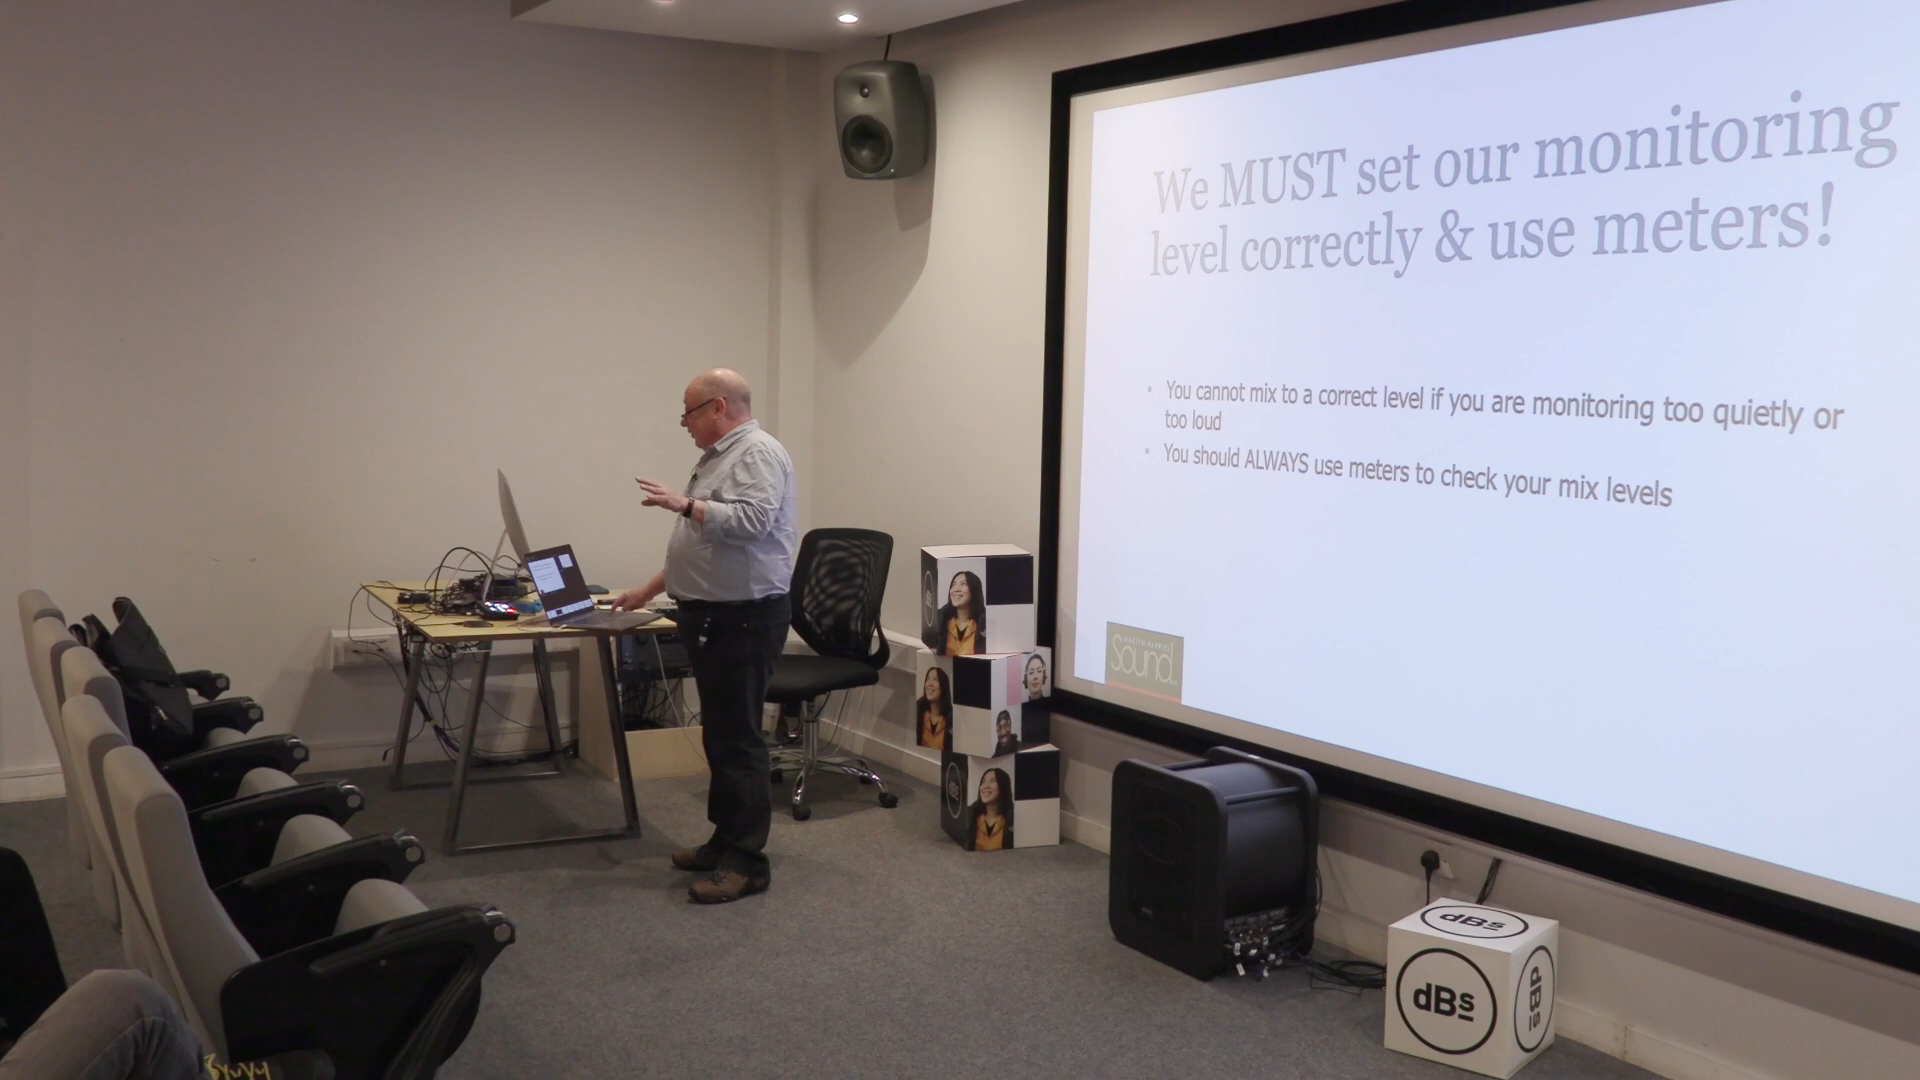 We MUST set our monitoring
level correctly & use meters!
You cannot mix to a correct level if you are monitoring too quietly or
too loud
You should ALWAYS use meters to check your mix levels
Sound
dBs
dBs
dBs